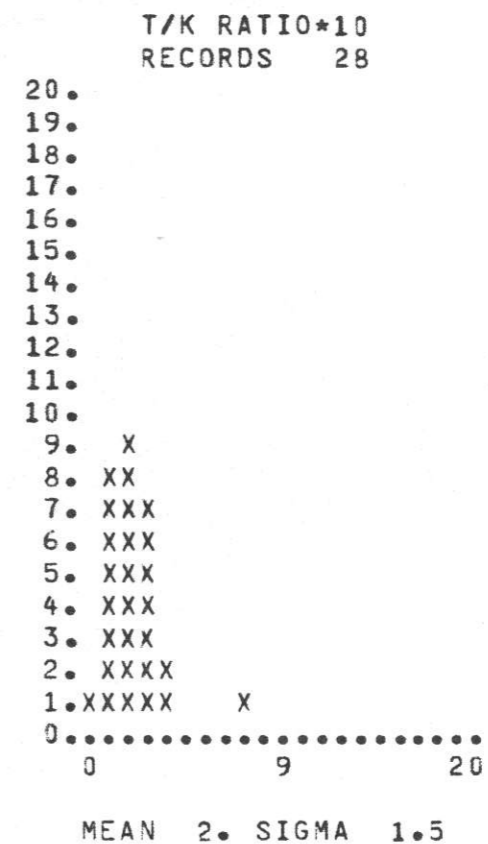 T/K RATIO*10
RECORDS 28
20.
19.
18.
17.
16.
15.
14.
13.
12.
11.
10.
9. X
8. XX
7. XXX
6. XXX
5. XXX
4. XXX
3. XXX
2. XXXX
1.XXXXX X
0......................
0 9 20
MEAN 2. SIGMA 1.5